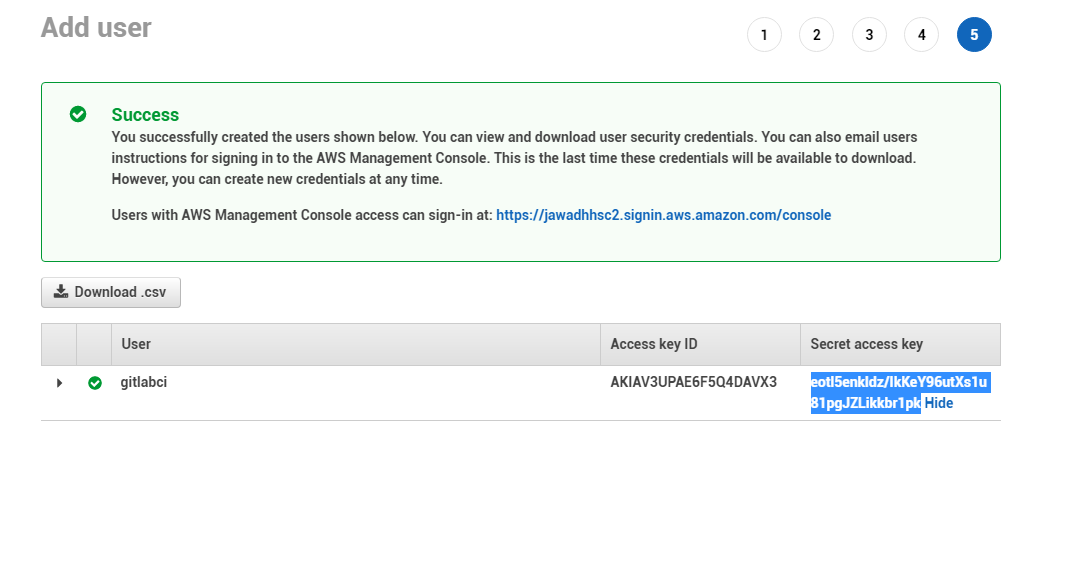 Add user
1 2 3 4 5
Success
You successfully created the users shown below. You can view and download user security credentials. You can also email users
instructions for signing in to the AWS Management Console. This is the last time these credentials will be available to download.
However, you can create new credentials at any time.
Users with AWS Management Console access can sign-in at: https://jawadhhsc2.signin.aws.amazon.com/console
Download .csv
User Access key ID Secret access key
gitlabci AKIAV3UPAE6F5Q4DAVX3
Hide